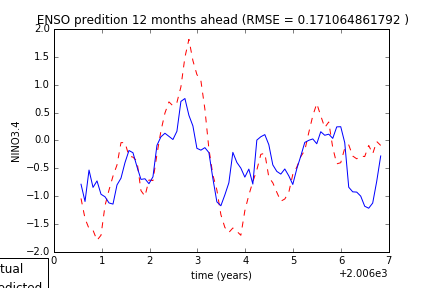 ENSO predition 12 months ahead (RMSE = 0.171064861792 )
2.0
1.5
1.0
0.5
0.0
−0.5
−1.0
−1.5
−2.0
NINO3.4
0 1 2 3 4 5 6 7
time (years)
+2.006e3
tual
edicted